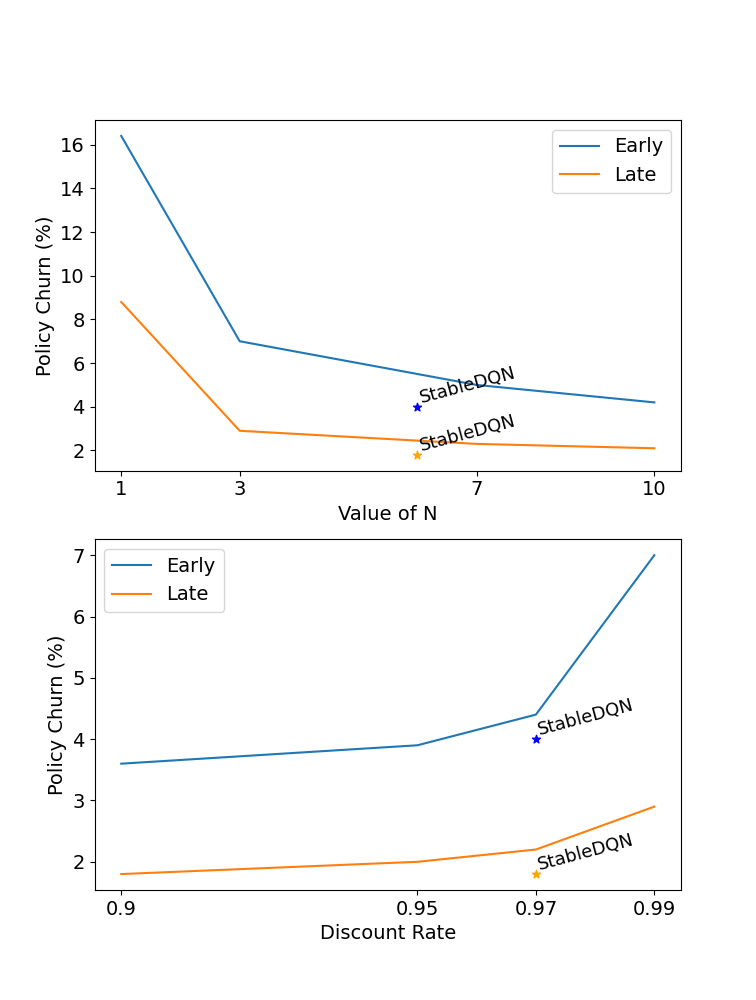 16
14
12
10
8
6
4
2
Policy Churn (%)
Early
Late
StableDQN
StableDQN
1 3 7 10
Value of N
7
6
5
4
3
2
Policy Churn (%)
Early
Late
StableDQN
StableDQN
0.9 0.95 0.97 0.99
Discount Rate